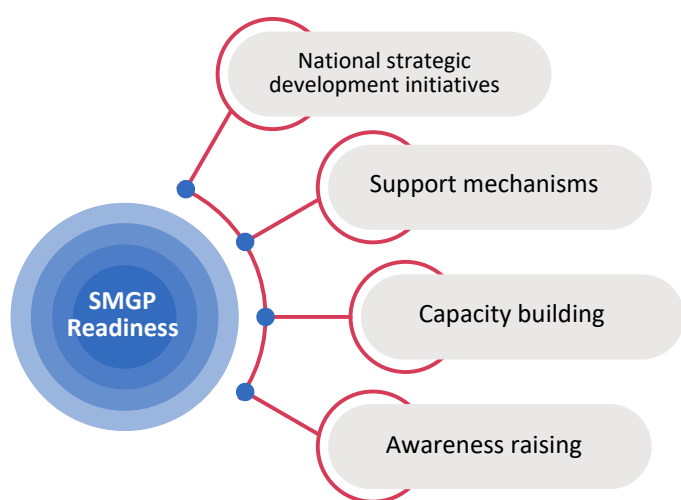 National strategic
development initiatives
Support mechanisms
SMGP
Readiness
Capacity building
Awareness raising